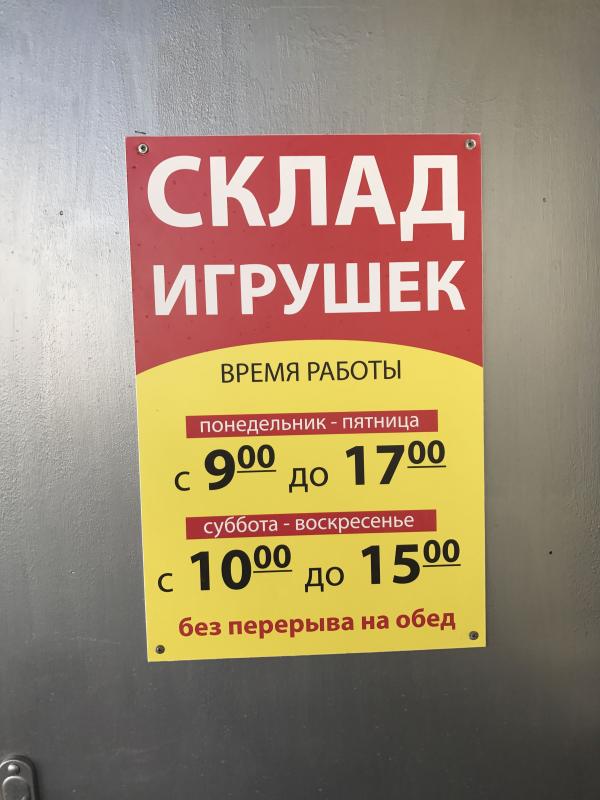 СКЛАД
ИГРУШЕК
ВРЕМЯ РАБОТЫ
понедельник - пятница
с 9⁰⁰ до 17⁰⁰
суббота - воскресенье
с 10⁰⁰ до 15⁰⁰
без перерыва на обед